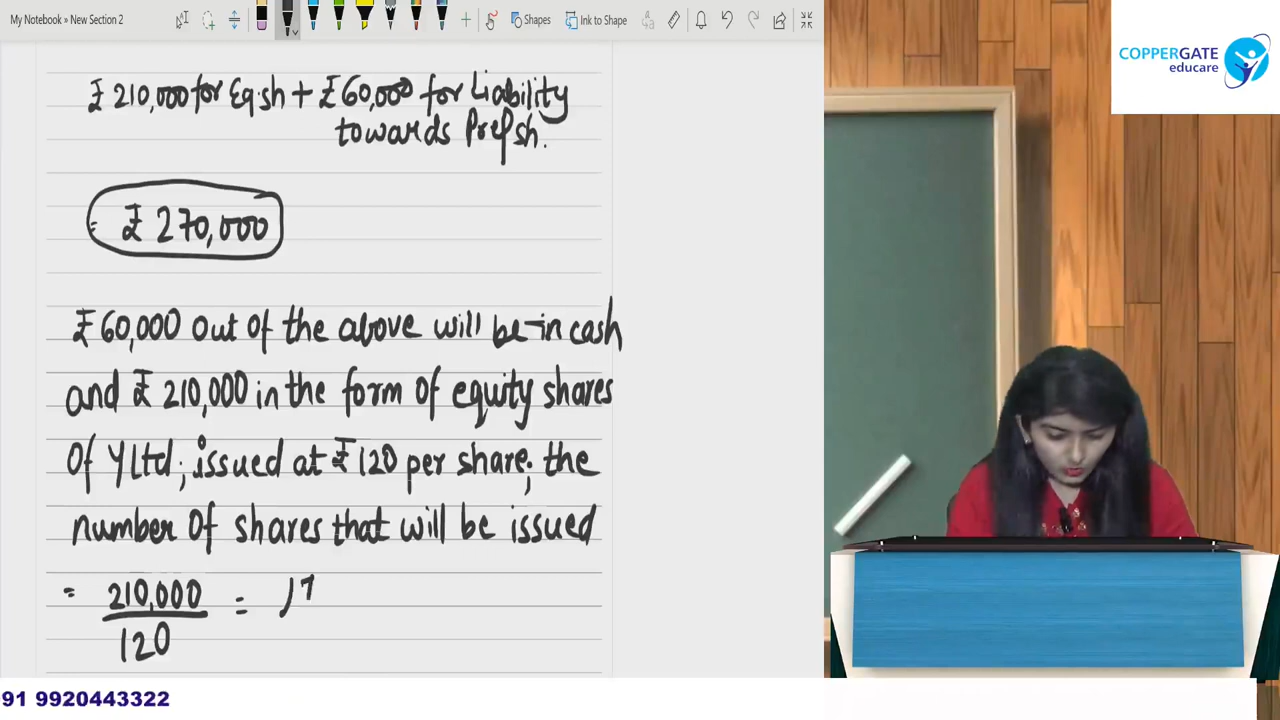 My Notebook » New Section 2
Shapes
Ink to Shape
COPPERGATE
educare
₹ 210,000 for Eq.sh + ₹ 60,000 for Liability
towards Pref sh.
= ₹ 270,000
₹ 60,000 out of the above will be in cash
and ₹ 210,000 in the form of equity shares
of Y Ltd; issued at ₹ 120 per share; the
number of shares that will be issued
= 210,000 = 17
120
91 9920443322